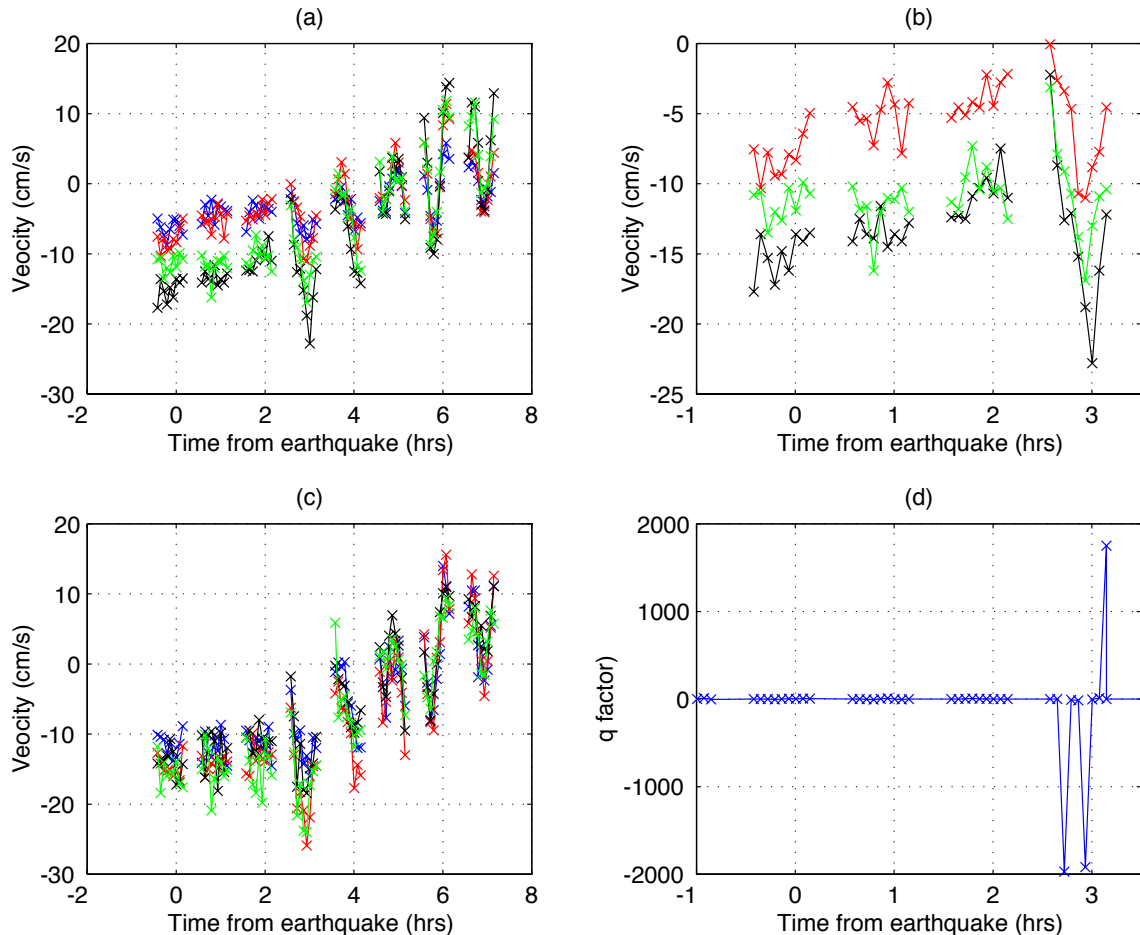 (a)
20
10
0
-10
-20
-30
Veocity (cm/s)
-2 0 2 4 6 8
Time from earthquake (hrs)
(b)
0
-5
-10
-15
-20
-25
Veocity (cm/s)
-1 0 1 2 3
Time from earthquake (hrs)
(c)
20
10
0
-10
-20
-30
Veocity (cm/s)
-2 0 2 4 6 8
Time from earthquake (hrs)
(d)
2000
1000
0
-1000
-2000
q factor)
-1 0 1 2 3
Time from earthquake (hrs)